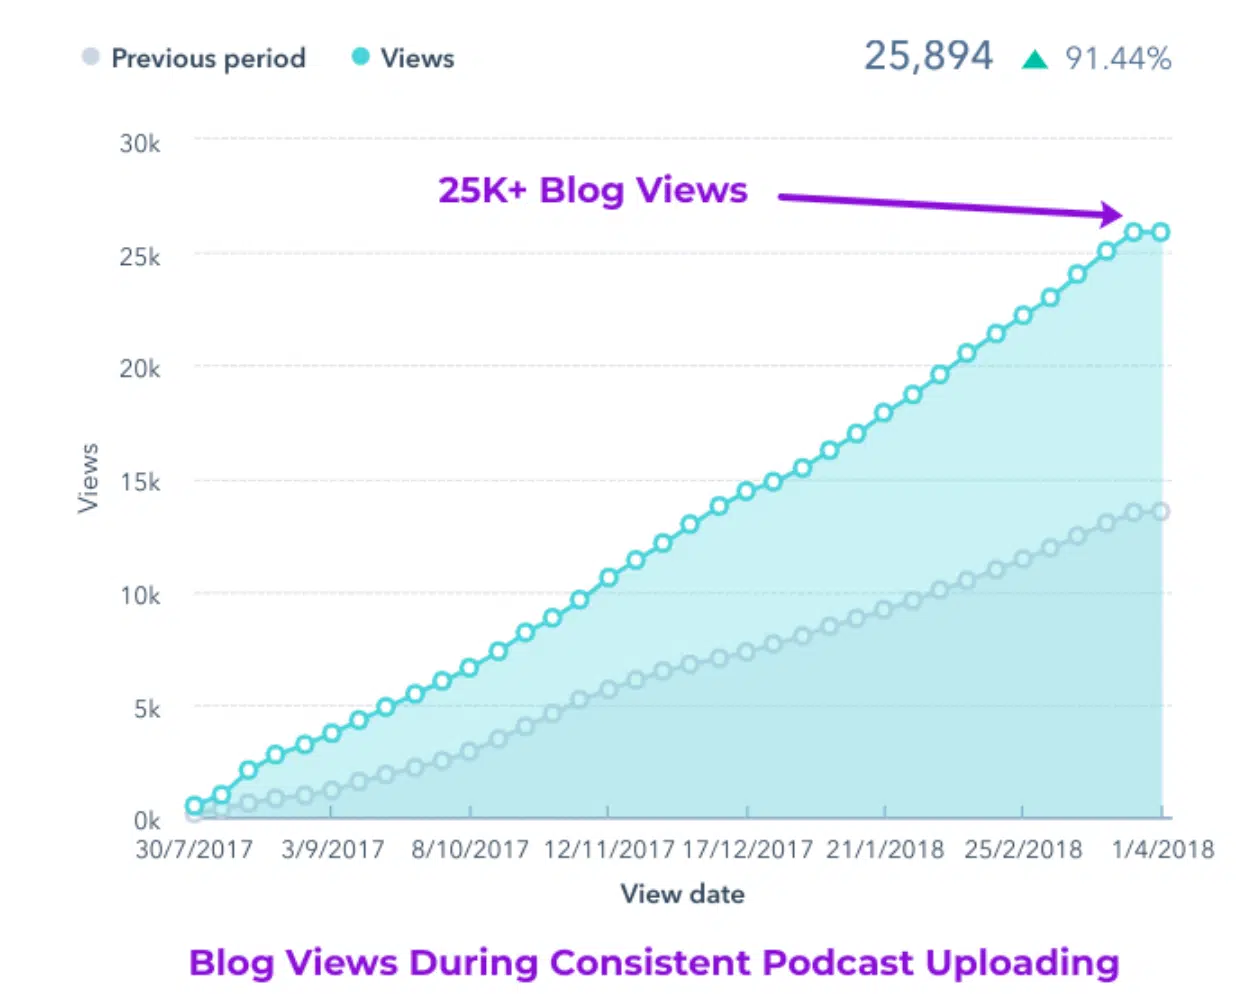 Previous period Views 25,894 91.44%
30k
25K+ Blog Views
25k
20k
15k
Views
10k
5k
0k
30/7/2017 3/9/2017 8/10/2017 12/11/2017 17/12/2017 21/1/2018 25/2/2018 1/4/2018
View date
Blog Views During Consistent Podcast Uploading